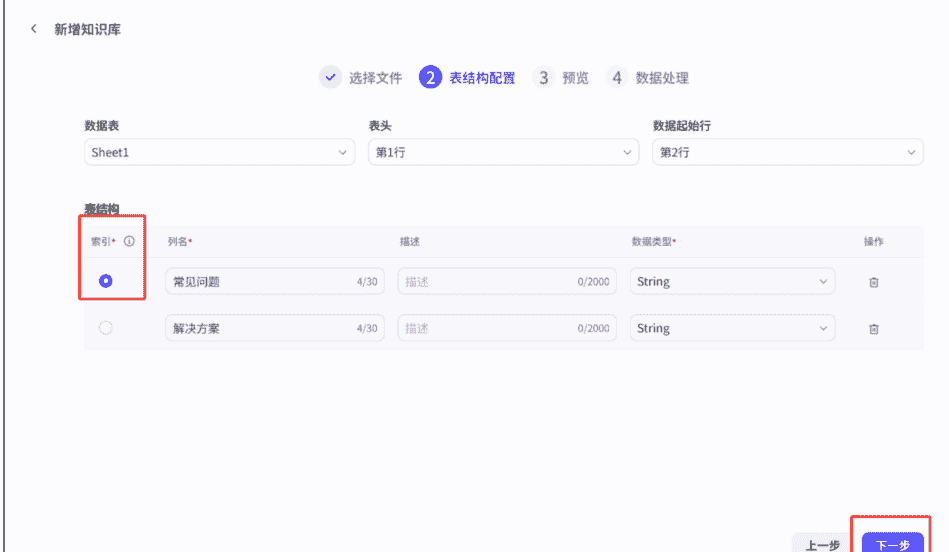 新增知识库
选择文件 2 表结构配置 3 预览 4 数据处理
数据表 表头 数据起始行
Sheet1 第1行 第2行
表结构
索引* 列名* 描述 数据类型* 操作
常见问题 4/30 描述 0/2000 String
解决方案 4/30 描述 0/2000 String
上一步 下一步